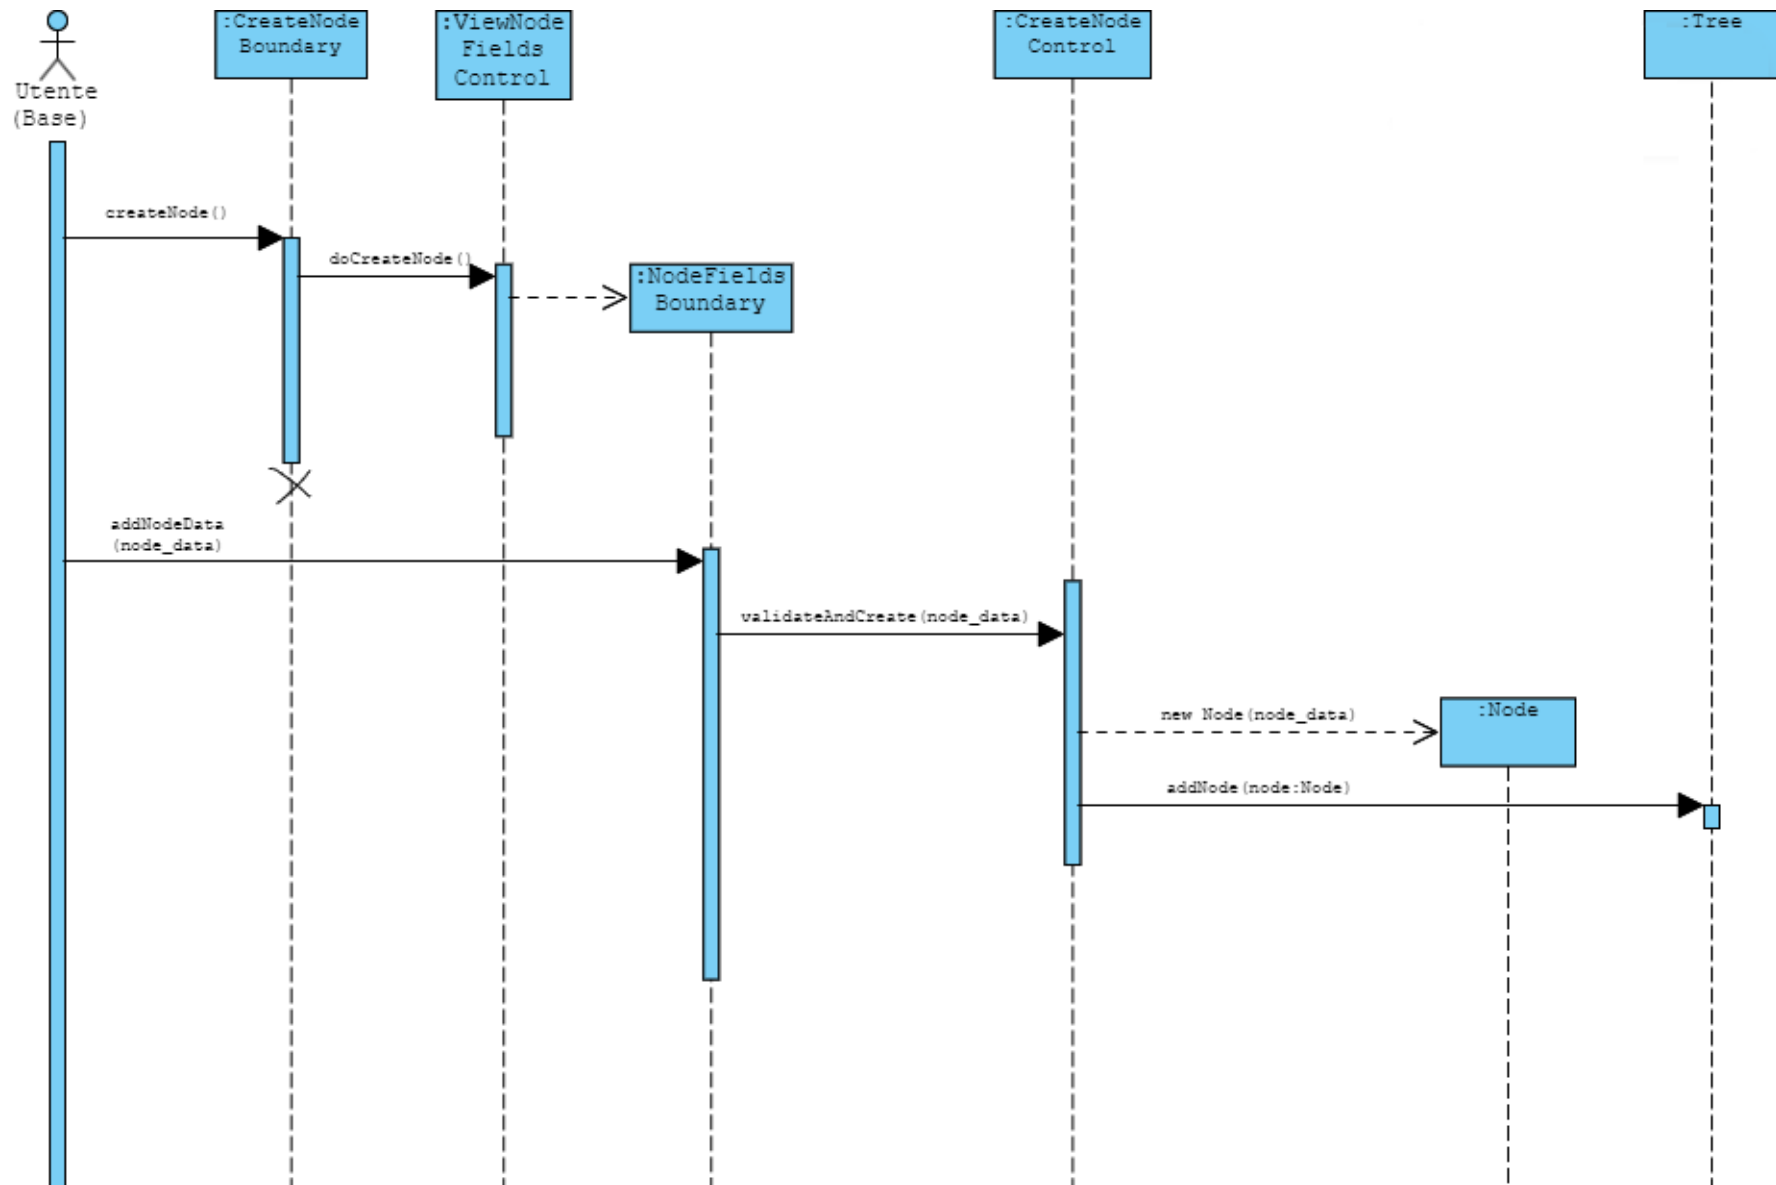 :CreateNode
Boundary
:ViewNode
Fields
Control
:CreateNode
Control
:Tree
Utente
(Base)
createNode()
doCreateNode()
:NodeFields
Boundary
addNodeData
(node_data)
validateAndCreate(node_data)
new Node(node_data)
:Node
addNode(node:Node)